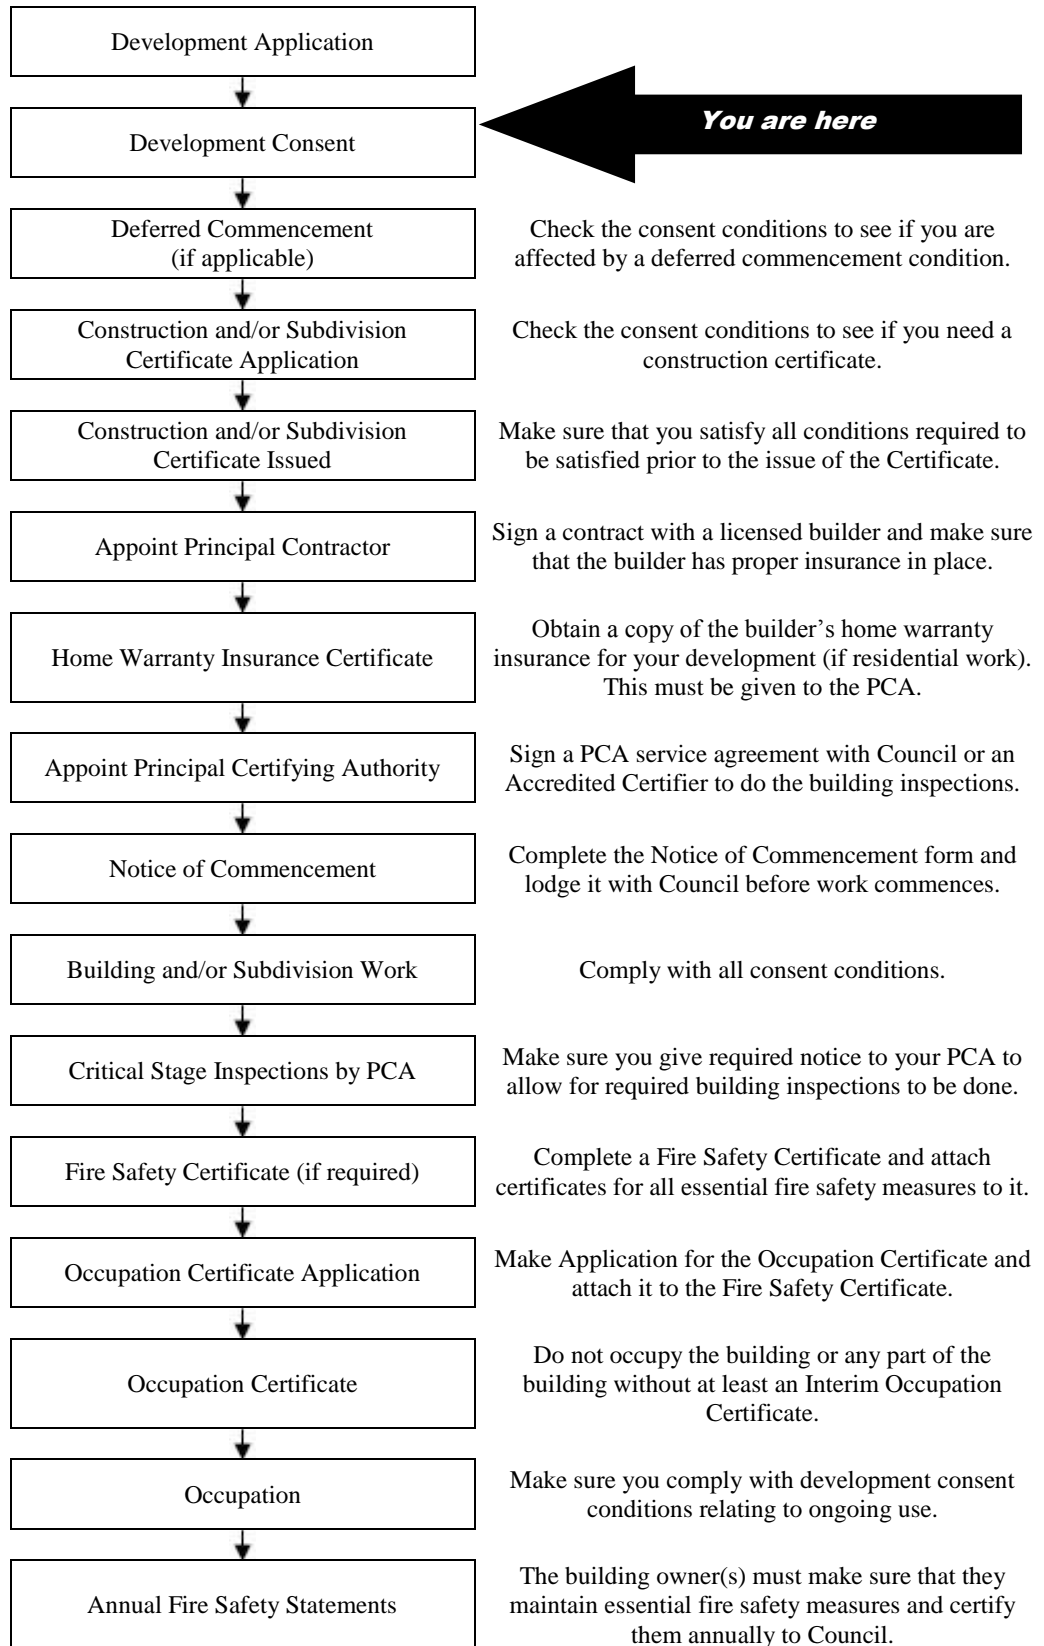 Development Application
Development Consent
You are here
Deferred Commencement
(if applicable)
Check the consent conditions to see if you are
affected by a deferred commencement condition.
Construction and/or Subdivision
Certificate Application
Check the consent conditions to see if you need a
construction certificate.
Construction and/or Subdivision
Certificate Issued
Make sure that you satisfy all conditions required to
be satisfied prior to the issue of the Certificate.
Appoint Principal Contractor
Sign a contract with a licensed builder and make sure
that the builder has proper insurance in place.
Home Warranty Insurance Certificate
Obtain a copy of the builder’s home warranty
insurance for your development (if residential work).
This must be given to the PCA.
Appoint Principal Certifying Authority
Sign a PCA service agreement with Council or an
Accredited Certifier to do the building inspections.
Notice of Commencement
Complete the Notice of Commencement form and
lodge it with Council before work commences.
Building and/or Subdivision Work
Comply with all consent conditions.
Critical Stage Inspections by PCA
Make sure you give required notice to your PCA to
allow for required building inspections to be done.
Fire Safety Certificate (if required)
Complete a Fire Safety Certificate and attach
certificates for all essential fire safety measures to it.
Occupation Certificate Application
Make Application for the Occupation Certificate and
attach it to the Fire Safety Certificate.
Occupation Certificate
Do not occupy the building or any part of the
building without at least an Interim Occupation
Certificate.
Occupation
Make sure you comply with development consent
conditions relating to ongoing use.
Annual Fire Safety Statements
The building owner(s) must make sure that they
maintain essential fire safety measures and certify
them annually to Council.